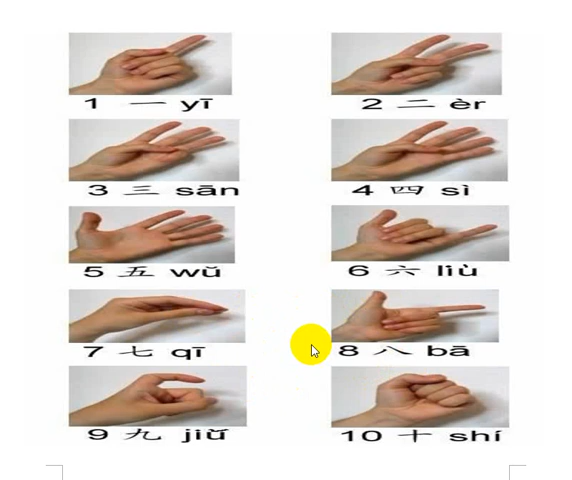 1 一 yī
2 二 èr
3 三 sān
4 四 sì
5 五 wǔ
6 六 liù
7 七 qī
8 八 bā
9 九 jiǔ
10 十 shí